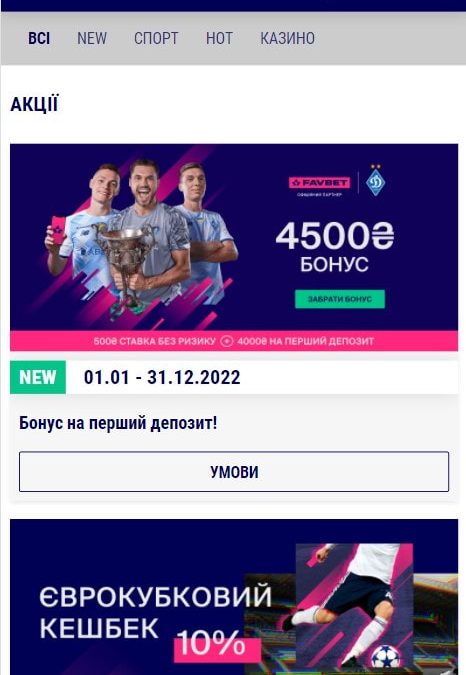 ВСІ NEW СПОРТ HOT КАЗИНО
АКЦІЇ
FAVBET
ОФІЦІЙНИЙ ПАРТНЕР
4500₴
БОНУС
ЗАБРАТИ БОНУС
500₴ СТАВКА БЕЗ РИЗИКУ + 4000₴ НА ПЕРШИЙ ДЕПОЗИТ
NEW 01.01 - 31.12.2022
Бонус на перший депозит!
УМОВИ
ЄВРОКУБКОВИЙ
КЕШБЕК 10%